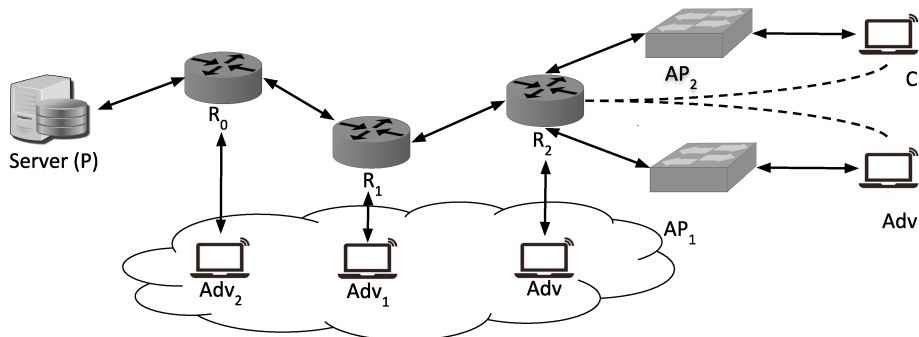 AP₂
C
R₀
Server (P)
R₂
R₁
Adv
AP₁
Adv₂
Adv₁
Adv